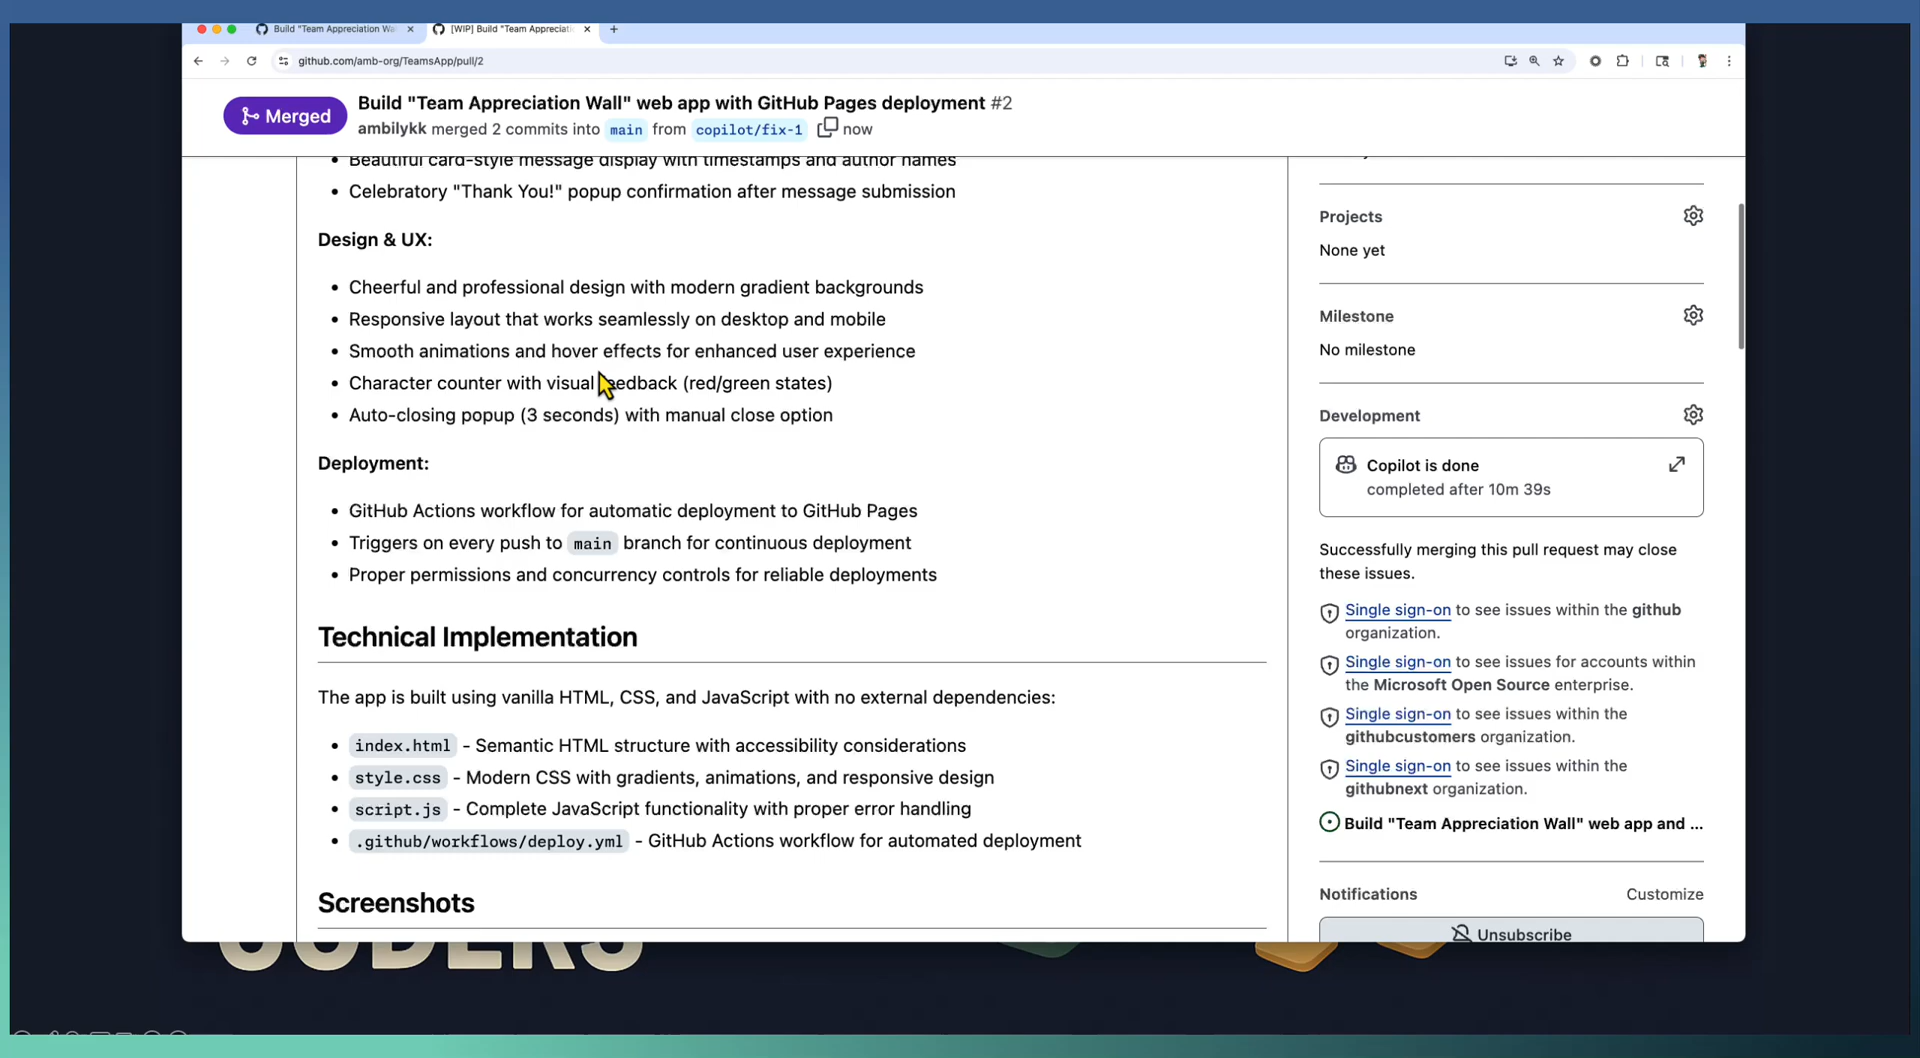 Build "Team Appreciation Wa
[WIP] Build "Team Appreciati
github.com/amb-org/TeamsApp/pull/2
Merged
Build "Team Appreciation Wall" web app with GitHub Pages deployment #2
ambilykk merged 2 commits into main from copilot/fix-1 now
Beautiful card-style message display with timestamps and author names
• Celebratory "Thank You!" popup confirmation after message submission
Design & UX:
• Cheerful and professional design with modern gradient backgrounds
• Responsive layout that works seamlessly on desktop and mobile
• Smooth animations and hover effects for enhanced user experience
• Character counter with visual feedback (red/green states)
• Auto-closing popup (3 seconds) with manual close option
Deployment:
• GitHub Actions workflow for automatic deployment to GitHub Pages
• Triggers on every push to main branch for continuous deployment
• Proper permissions and concurrency controls for reliable deployments
Technical Implementation
The app is built using vanilla HTML, CSS, and JavaScript with no external dependencies:
• index.html - Semantic HTML structure with accessibility considerations
• style.css - Modern CSS with gradients, animations, and responsive design
• script.js - Complete JavaScript functionality with proper error handling
• .github/workflows/deploy.yml - GitHub Actions workflow for automated deployment
Screenshots
Projects
None yet
Milestone
No milestone
Development
Copilot is done
completed after 10m 39s
Successfully merging this pull request may close
these issues.
Single sign-on to see issues within the github
organization.
Single sign-on to see issues for accounts within
the Microsoft Open Source enterprise.
Single sign-on to see issues within the
githubcustomers organization.
Single sign-on to see issues within the
githubnext organization.
Build "Team Appreciation Wall" web app and ...
Notifications Customize
Unsubscribe
CODERS